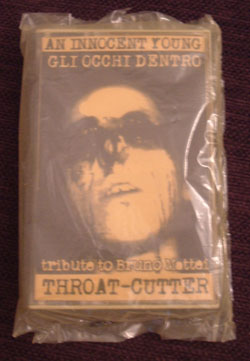 AN INNOCENT YOUNG
GLI OCCHI DENTRO
tribute to Bruno Mattei
THROAT-CUTTER